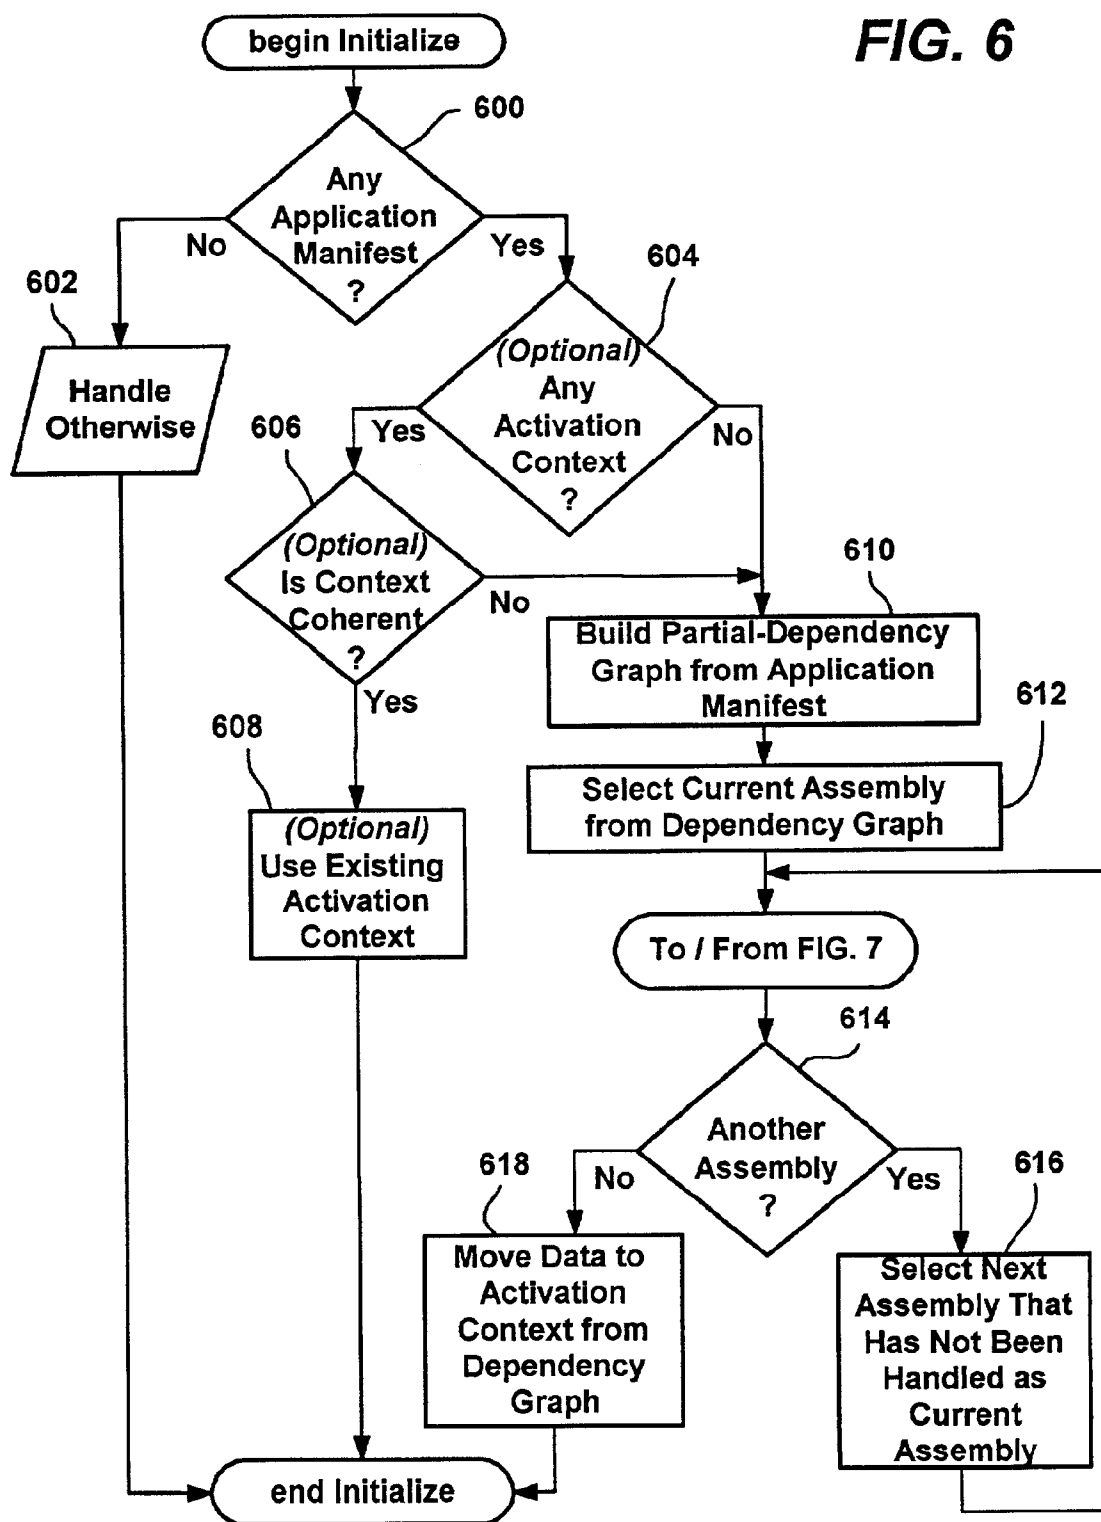 FIG. 6
begin Initialize
600
Any
Application
Manifest
?
No
Yes
602
604
Handle
Otherwise
(Optional)
Any
Activation
Context
?
Yes
No
606
(Optional)
Is Context
Coherent
?
No
Yes
610
Build Partial-Dependency
Graph from Application
Manifest
612
608
Select Current Assembly
from Dependency Graph
(Optional)
Use Existing
Activation
Context
To / From FIG. 7
614
Another
Assembly
?
No
Yes
618
616
Move Data to
Activation
Context from
Dependency
Graph
Select Next
Assembly That
Has Not Been
Handled as
Current
Assembly
end Initialize